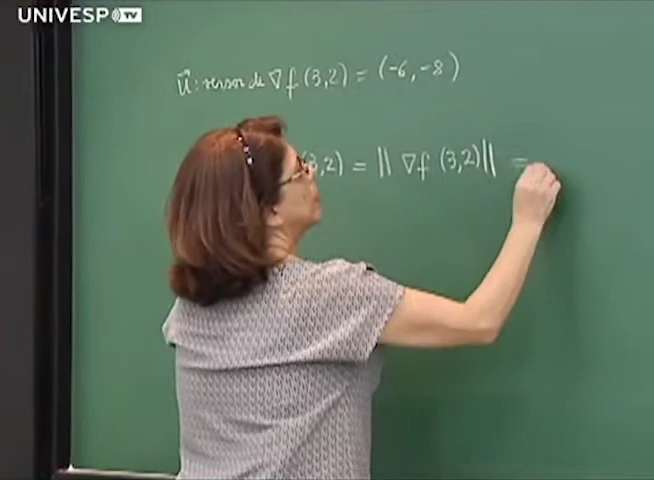 UNIVESP TV
u⃗: versor de ∇f (3,2) = (-6,-8)
(3,2) = || ∇f (3,2)|| =